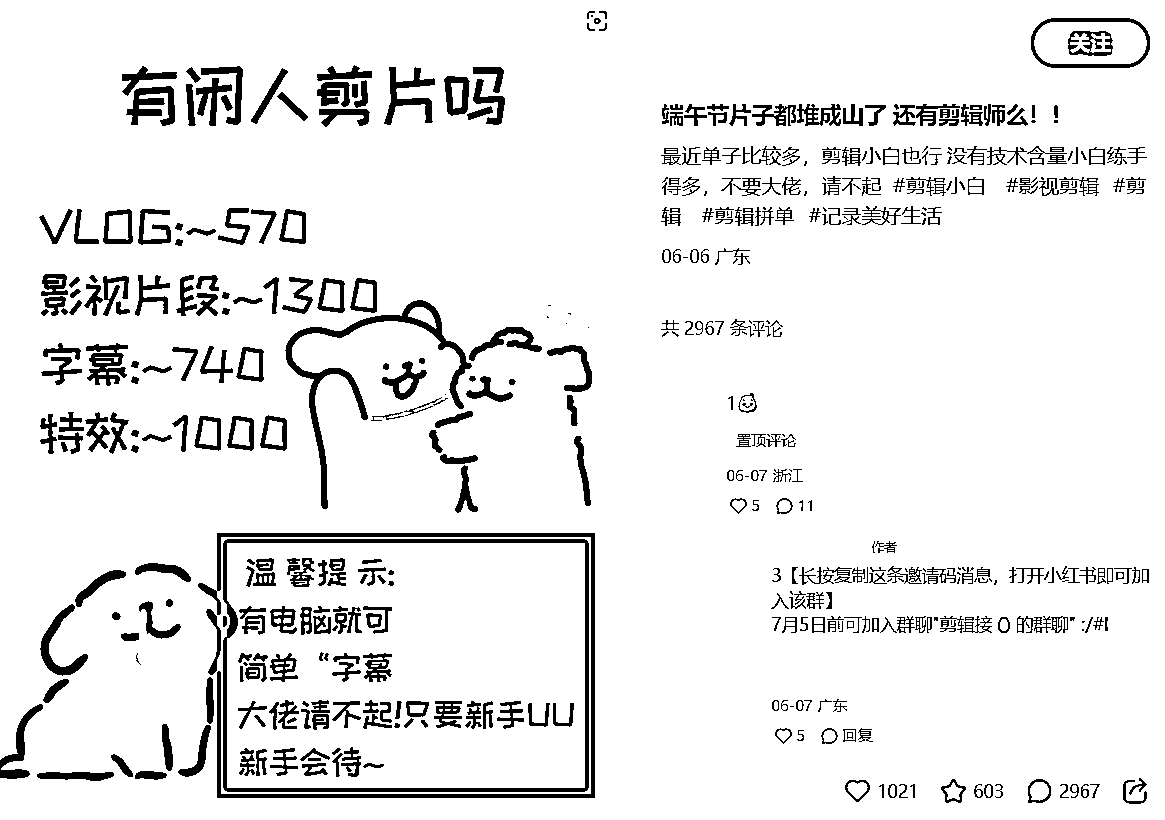 有闲人剪片吗
VLOG:~570
影视片段:~1300
字幕:~740
特效:~1000
温馨提示:
有电脑就可
简单“字幕
大佬请不起!只要新手UU
新手会待~
关注
端午节片子都堆成山了 还有剪辑师么！！
最近单子比较多，剪辑小白也行 没有技术含量小白练手
得多，不要大佬，请不起 #剪辑小白 #影视剪辑 #剪
辑 #剪辑拼单 #记录美好生活
06-06 广东
共 2967 条评论
1
置顶评论
06-07 浙江
5 11
作者
3【长按复制这条邀请码消息，打开小红书即可加
入该群】
7月5日前可加入群聊"剪辑接 O 的群聊" :/#
06-07 广东
5 回复
1021 603 2967